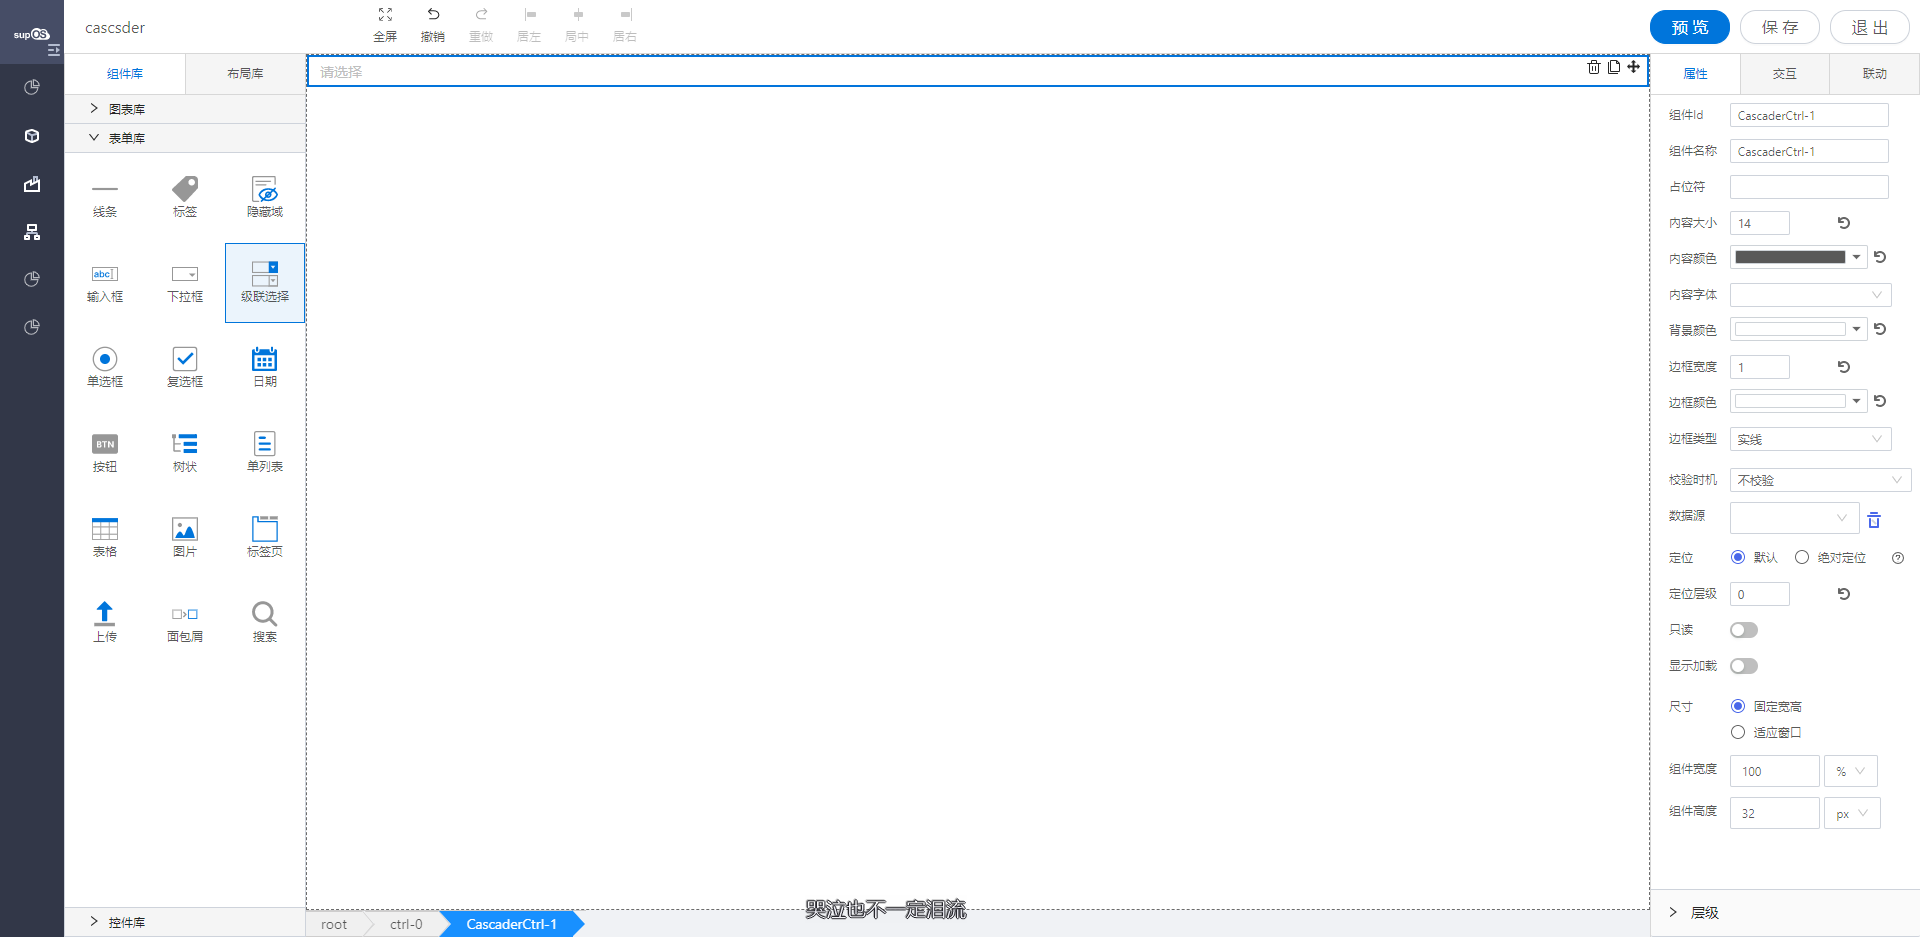 supOS
cascsder
全屏
撤销
重做
居左
局中
居右
预览
保存
退出
组件库
布局库
图表库
表单库
线条
标签
隐藏域
abc
输入框
下拉框
级联选择
单选框
复选框
日期
BTN
按钮
树状
单列表
表格
图片
标签页
上传
面包屑
搜索
控件库
请选择
root
ctrl-0
CascaderCtrl-1
哭泣也不一定泪流
属性
交互
联动
组件Id
CascaderCtrl-1
组件名称
CascaderCtrl-1
占位符
内容大小
14
内容颜色
内容字体
背景颜色
边框宽度
1
边框颜色
边框类型
实线
校验时机
不校验
数据源
定位
默认
绝对定位
定位层级
0
只读
显示加载
尺寸
固定宽高
适应窗口
组件宽度
100
%
组件高度
32
px
层级